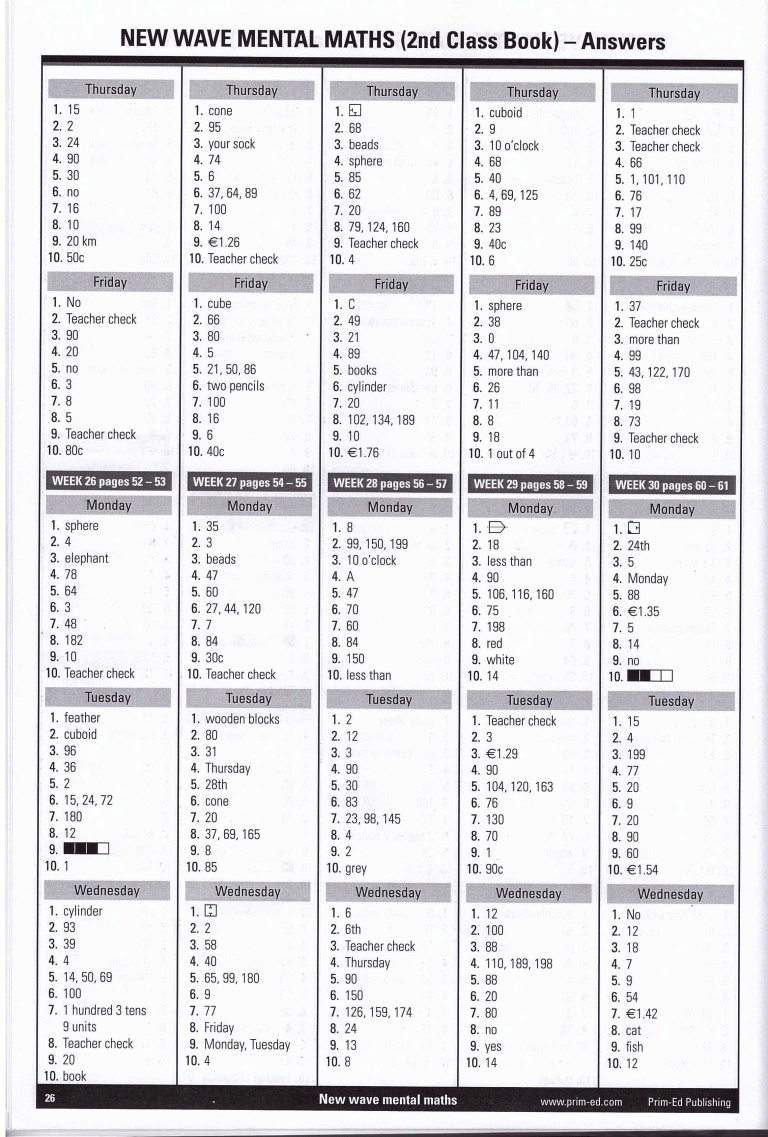 NEW WAVE MENTAL MATHS (2nd Class Book) – Answers
Thursday
1. 15
2. 2
3. 24
4. 90
5. 30
6. no
7. 16
8. 10
9. 20 km
10. 50c
Friday
1. No
2. Teacher check
3. 90
4. 20
5. no
6. 3
7. 8
8. 5
9. Teacher check
10. 80c
WEEK 26 pages 52 – 53
Monday
1. sphere
2. 4
3. elephant
4. 78
5. 64
6. 3
7. 48
8. 182
9. 10
10. Teacher check
Tuesday
1. feather
2. cuboid
3. 96
4. 36
5. 2
6. 15, 24, 72
7. 180
8. 12
9.
10. 1
Wednesday
1. cylinder
2. 93
3. 39
4. 4
5. 14, 50, 69
6. 100
7. 1 hundred 3 tens
9 units
8. Teacher check
9. 20
10. book
Thursday
1. cone
2. 95
3. your sock
4. 74
5. 6
6. 37, 64, 89
7. 100
8. 14
9. €1.26
10. Teacher check
Friday
1. cube
2. 66
3. 80
4. 5
5. 21, 50, 86
6. two pencils
7. 100
8. 16
9. 6
10. 40c
WEEK 27 pages 54 – 55
Monday
1. 35
2. 3
3. beads
4. 47
5. 60
6. 27, 44, 120
7. 7
8. 84
9. 30c
10. Teacher check
Tuesday
1. wooden blocks
2. 80
3. 31
4. Thursday
5. 28th
6. cone
7. 20
8. 37, 69, 165
9. 8
10. 85
Wednesday
1.
2. 2
3. 58
4. 40
5. 65, 99, 180
6. 9
7. 77
8. Friday
9. Monday, Tuesday
10. 4
Thursday
1.
2. 68
3. beads
4. sphere
5. 85
6. 62
7. 20
8. 79, 124, 160
9. Teacher check
10. 4
Friday
1. C
2. 49
3. 21
4. 89
5. books
6. cylinder
7. 20
8. 102, 134, 189
9. 10
10. €1.76
WEEK 28 pages 56 – 57
Monday
1. 8
2. 99, 150, 199
3. 10 o'clock
4. A
5. 47
6. 70
7. 60
8. 84
9. 150
10. less than
Tuesday
1. 2
2. 12
3. 3
4. 90
5. 30
6. 83
7. 23, 98, 145
8. 4
9. 2
10. grey
Wednesday
1. 6
2. 6th
3. Teacher check
4. Thursday
5. 90
6. 150
7. 126, 159, 174
8. 24
9. 13
10. 8
Thursday
1. cuboid
2. 9
3. 10 o'clock
4. 68
5. 40
6. 4, 69, 125
7. 89
8. 23
9. 40c
10. 6
Friday
1. sphere
2. 38
3. 0
4. 47, 104, 140
5. more than
6. 26
7. 11
8. 8
9. 18
10. 1 out of 4
WEEK 29 pages 58 – 59
Monday
1.
2. 18
3. less than
4. 90
5. 106, 116, 160
6. 75
7. 198
8. red
9. white
10. 14
Tuesday
1. Teacher check
2. 3
3. €1.29
4. 90
5. 104, 120, 163
6. 76
7. 130
8. 70
9. 1
10. 90c
Wednesday
1. 12
2. 100
3. 88
4. 110, 189, 198
5. 88
6. 20
7. 80
8. no
9. yes
10. 14
Thursday
1. 1
2. Teacher check
3. Teacher check
4. 66
5. 1, 101, 110
6. 76
7. 17
8. 99
9. 140
10. 25c
Friday
1. 37
2. Teacher check
3. more than
4. 99
5. 43, 122, 170
6. 98
7. 19
8. 73
9. Teacher check
10. 10
WEEK 30 pages 60 – 61
Monday
1.
2. 24th
3. 5
4. Monday
5. 88
6. €1.35
7. 5
8. 14
9. no
10.
Tuesday
1. 15
2. 4
3. 199
4. 77
5. 20
6. 9
7. 20
8. 90
9. 60
10. €1.54
Wednesday
1. No
2. 12
3. 18
4. 7
5. 9
6. 54
7. €1.42
8. cat
9. fish
10. 12
26
New wave mental maths
www.prim-ed.com Prim-Ed Publishing